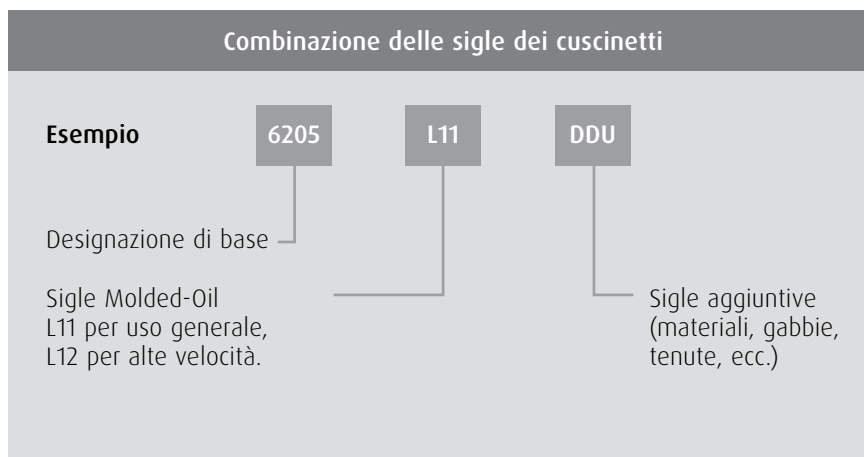 Combinazione delle sigle dei cuscinetti
Esempio 6205 L11 DDU
Designazione di base
Sigle Molded-Oil
L11 per uso generale,
L12 per alte velocità.
Sigle aggiuntive
(materiali, gabbie,
tenute, ecc.)